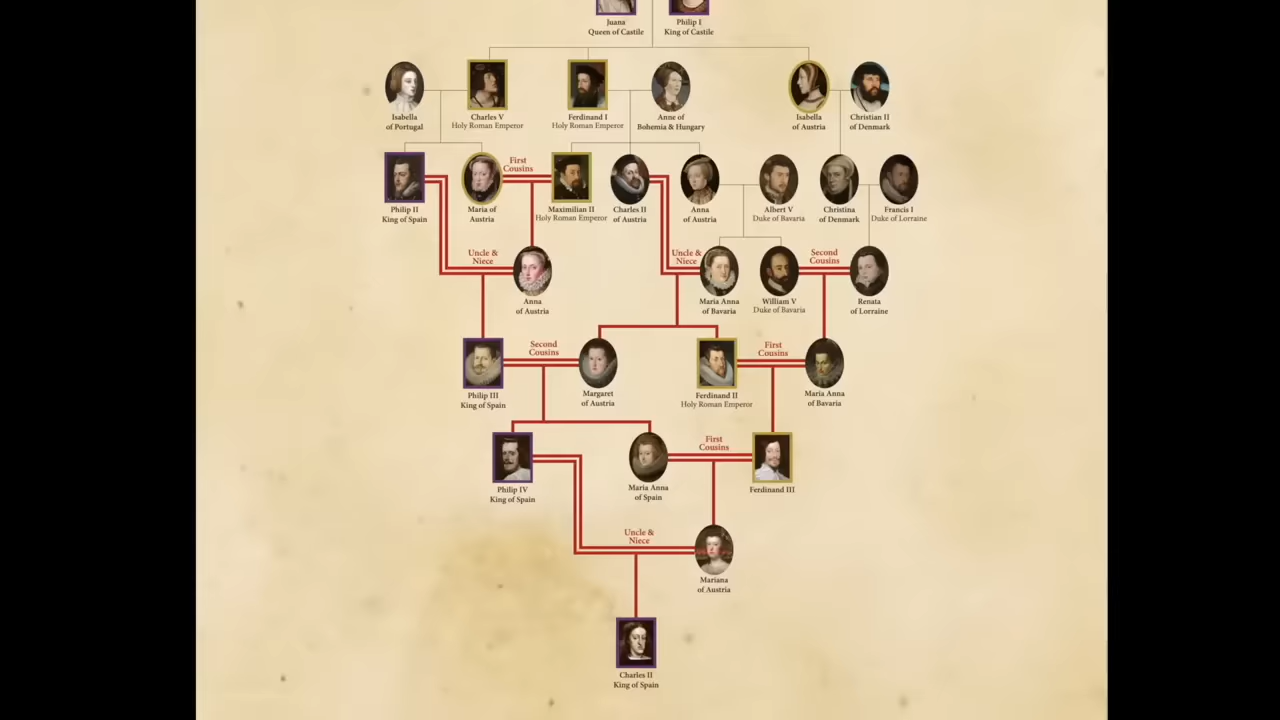 Juana
Queen of Castile
Philip I
King of Castile
Isabella
of Portugal
Charles V
Holy Roman Emperor
Ferdinand I
Holy Roman Emperor
Anne of
Bohemia & Hungary
Isabella
of Austria
Christian II
of Denmark
First
Cousins
Philip II
King of Spain
Maria of
Austria
Maximilian II
Holy Roman Emperor
Charles II
of Austria
Anna
of Austria
Albert V
Duke of Bavaria
Christina
of Denmark
Francis I
Duke of Lorraine
Uncle &
Niece
Uncle &
Niece
Second
Cousins
Anna
of Austria
Maria Anna
of Bavaria
William V
Duke of Bavaria
Renata
of Lorraine
Second
Cousins
First
Cousins
Philip III
King of Spain
Margaret
of Austria
Ferdinand II
Holy Roman Emperor
Maria Anna
of Bavaria
First
Cousins
Philip IV
King of Spain
Maria Anna
of Spain
Ferdinand III
Uncle &
Niece
Mariana
of Austria
Charles II
King of Spain